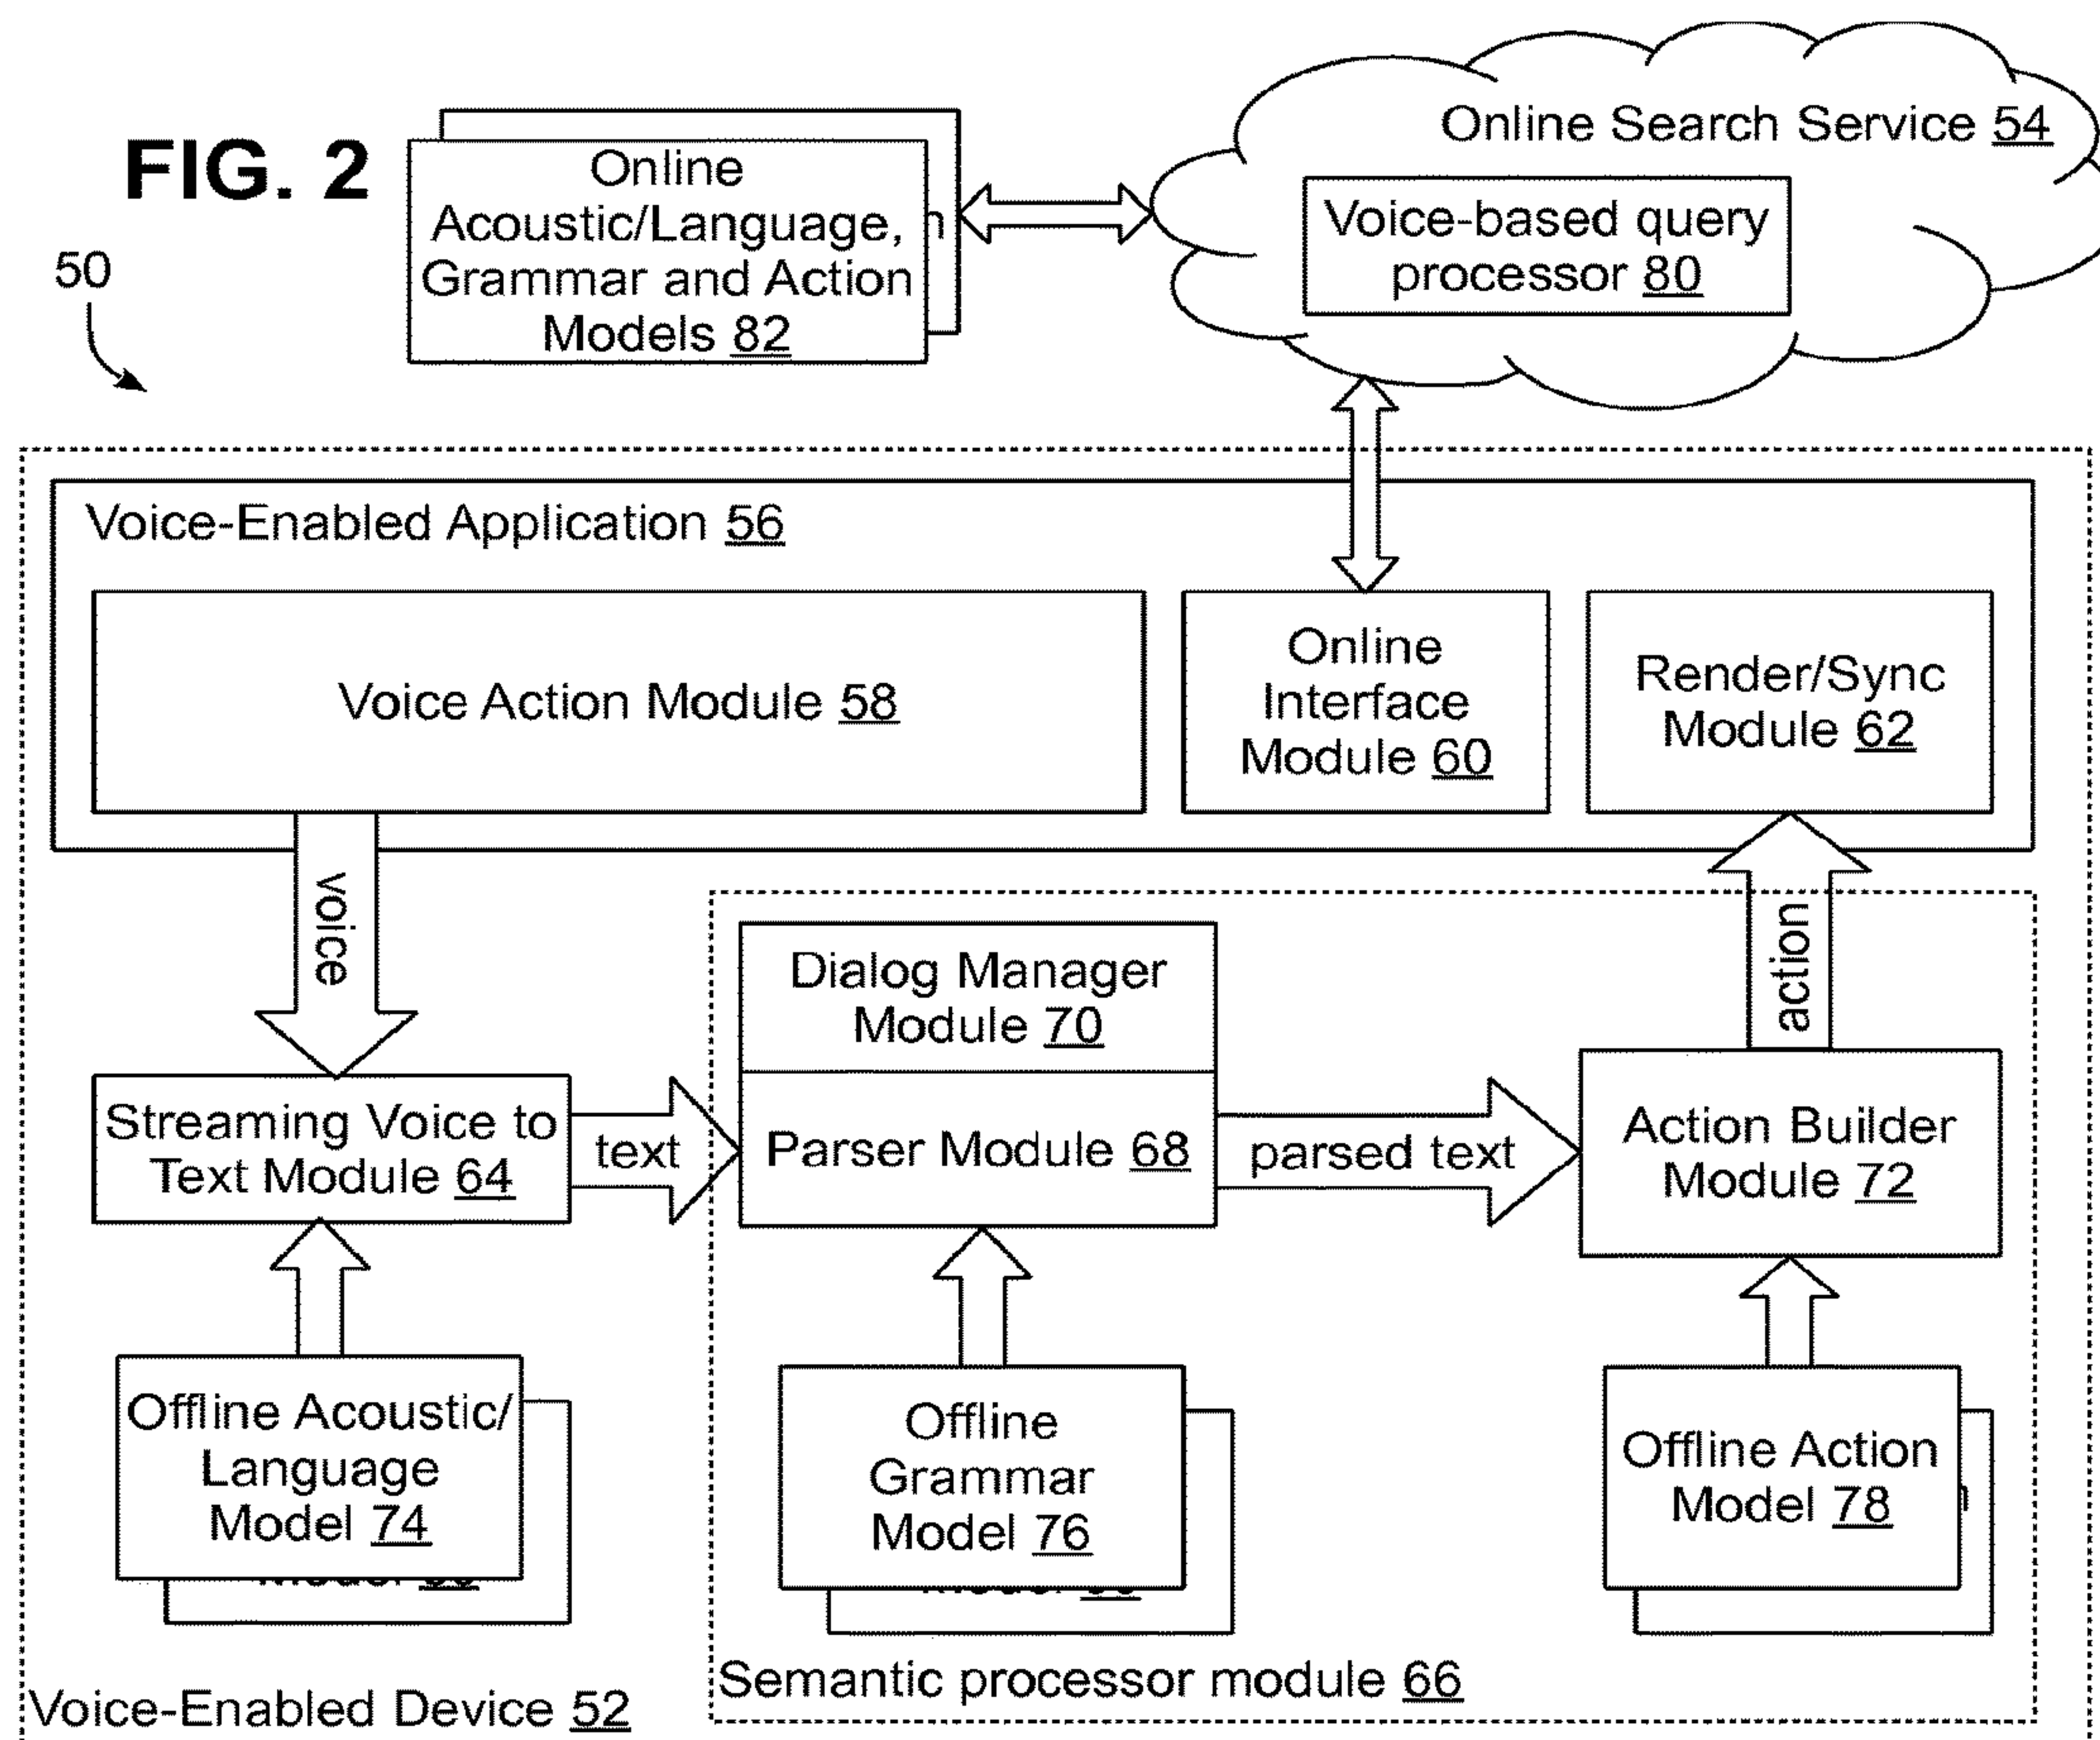 FIG. 2
50
Online
Acoustic/Language,
Grammar and Action
Models 82
Online Search Service 54
Voice-based query
processor 80
Voice-Enabled Application 56
Voice Action Module 58
Online
Interface
Module 60
Render/Sync
Module 62
voice
action
Dialog Manager
Module 70
Streaming Voice to
Text Module 64
text
Parser Module 68
parsed text
Action Builder
Module 72
Offline Acoustic/
Language
Model 74
Offline
Grammar
Model 76
Offline Action
Model 78
Semantic processor module 66
Voice-Enabled Device 52